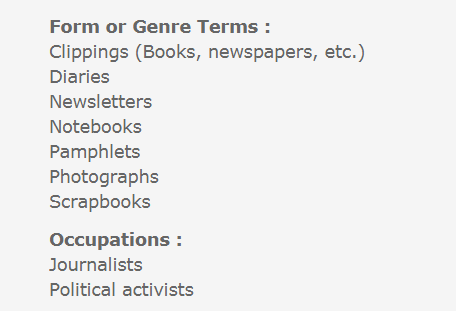 Form or Genre Terms :
Clippings (Books, newspapers, etc.)
Diaries
Newsletters
Notebooks
Pamphlets
Photographs
Scrapbooks
Occupations :
Journalists
Political activists